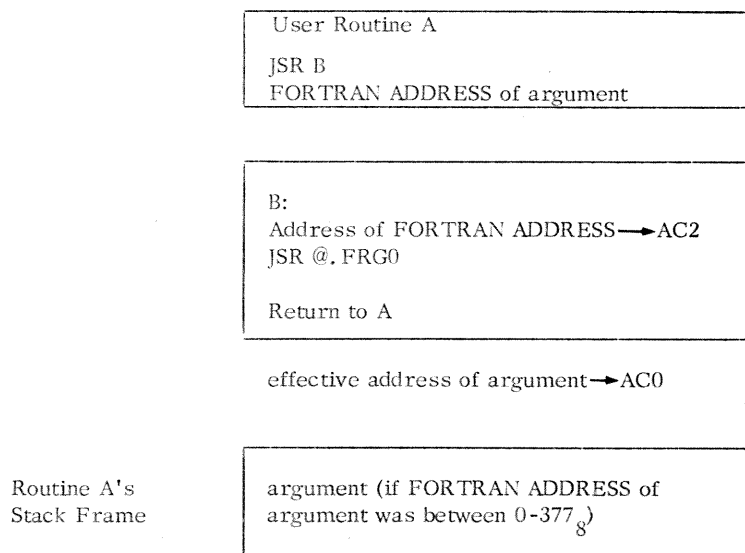 User Routine A
JSR B
FORTRAN ADDRESS of argument
B:
Address of FORTRAN ADDRESS→AC2
JSR @. FRG0
Return to A
effective address of argument→AC0
Routine A's
Stack Frame
argument (if FORTRAN ADDRESS of
argument was between 0-377₈)